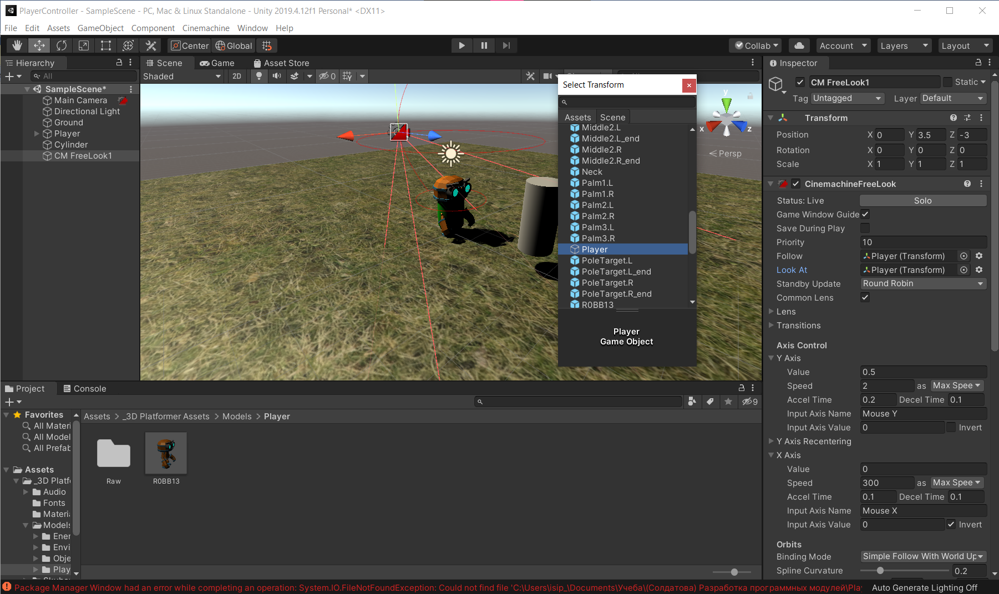 PlayerController - SampleScene - PC, Mac & Linux Standalone - Unity 2019.4.12f1 Personal* <DX11>
File Edit Assets GameObject Component Cinemachine Window Help
Center Global Collab Account Layers Layout
Hierarchy
All
SampleScene*
Main Camera
Directional Light
Ground
Player
Cylinder
CM FreeLook1
Scene Game Asset Store
Shaded 2D 0
y
x
z
Persp
Select Transform
Assets Scene
Middle2.L
Middle2.L_end
Middle2.R
Middle2.R_end
Neck
Palm1.L
Palm1.R
Palm2.L
Palm2.R
Palm3.L
Palm3.R
Player
PoleTarget.L
PoleTarget.L_end
PoleTarget.R
PoleTarget.R_end
R0BB13
Player
Game Object
Inspector
CM FreeLook1 Static
Tag Untagged Layer Default
Transform
Position X 0 Y 3.5 Z -3
Rotation X 0 Y 0 Z 0
Scale X 1 Y 1 Z 1
CinemachineFreeLook
Status: Live Solo
Game Window Guide
Save During Play
Priority 10
Follow Player (Transform)
Look At Player (Transform)
Standby Update Round Robin
Common Lens
Lens
Transitions
Axis Control
Y Axis
Value 0.5
Speed 2 as Max Spee
Accel Time 0.2 Decel Time 0.1
Input Axis Name Mouse Y
Input Axis Value 0 Invert
Y Axis Recentering
X Axis
Value 0
Speed 300 as Max Spee
Accel Time 0.1 Decel Time 0.1
Input Axis Name Mouse X
Input Axis Value 0 Invert
Orbits
Binding Mode Simple Follow With World Up
Spline Curvature 0.2
Project Console
9
Favorites
All Materi
All Model
All Prefab
Assets
_3D Platf
Audio
Fonts
Materia
Models
Ener
Envi
Obje
Play
Assets > _3D Platformer Assets > Models > Player
Raw
R0BB13
Package Manager Window had an error while completing an operation: System.IO.FileNotFoundException: Could not find file 'C:\Users\isip_\Documents\Учеба\(Солдатова) Разработка программных модулей\Play
Auto Generate Lighting Off